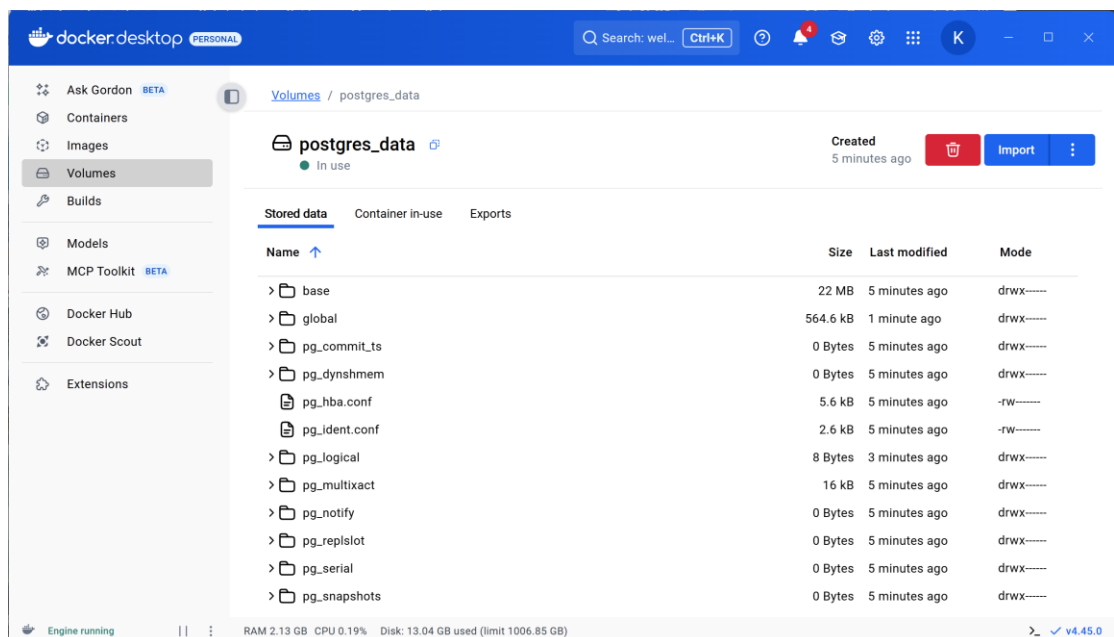 docker.desktop PERSONAL
Search: wel... Ctrl+K
4
K
Ask Gordon BETA
Containers
Images
Volumes
Builds
Models
MCP Toolkit BETA
Docker Hub
Docker Scout
Extensions
Volumes / postgres_data
postgres_data
In use
Created
5 minutes ago
Import
Stored data Container in-use Exports
Name Size Last modified Mode
base 22 MB 5 minutes ago drwx------
global 564.6 kB 1 minute ago drwx------
pg_commit_ts 0 Bytes 5 minutes ago drwx------
pg_dynshmem 0 Bytes 5 minutes ago drwx------
pg_hba.conf 5.6 kB 5 minutes ago -rw-------
pg_ident.conf 2.6 kB 5 minutes ago -rw-------
pg_logical 8 Bytes 3 minutes ago drwx------
pg_multixact 16 kB 5 minutes ago drwx------
pg_notify 0 Bytes 5 minutes ago drwx------
pg_replslot 0 Bytes 5 minutes ago drwx------
pg_serial 0 Bytes 5 minutes ago drwx------
pg_snapshots 0 Bytes 5 minutes ago drwx------
Engine running RAM 2.13 GB CPU 0.19% Disk: 13.04 GB used (limit 1006.85 GB) v4.45.0